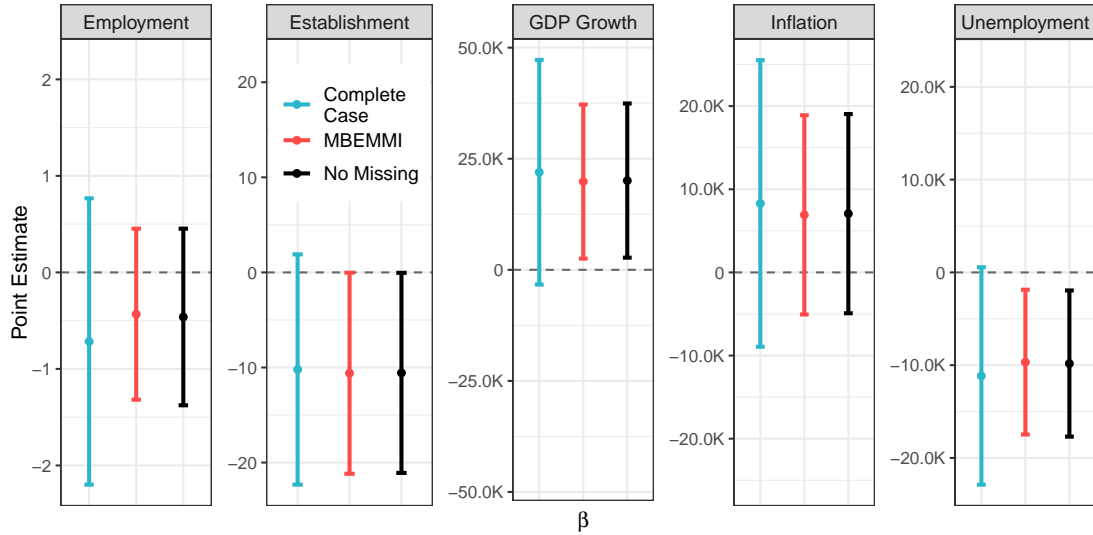 Employment
Establishment
GDP Growth
Inflation
Unemployment
Point Estimate
2
1
0
−1
−2
20
10
0
−10
−20
Complete
Case
MBEMMI
No Missing
50.0K
25.0K
0
−25.0K
−50.0K
20.0K
10.0K
0
−10.0K
−20.0K
20.0K
10.0K
0
−10.0K
−20.0K
β